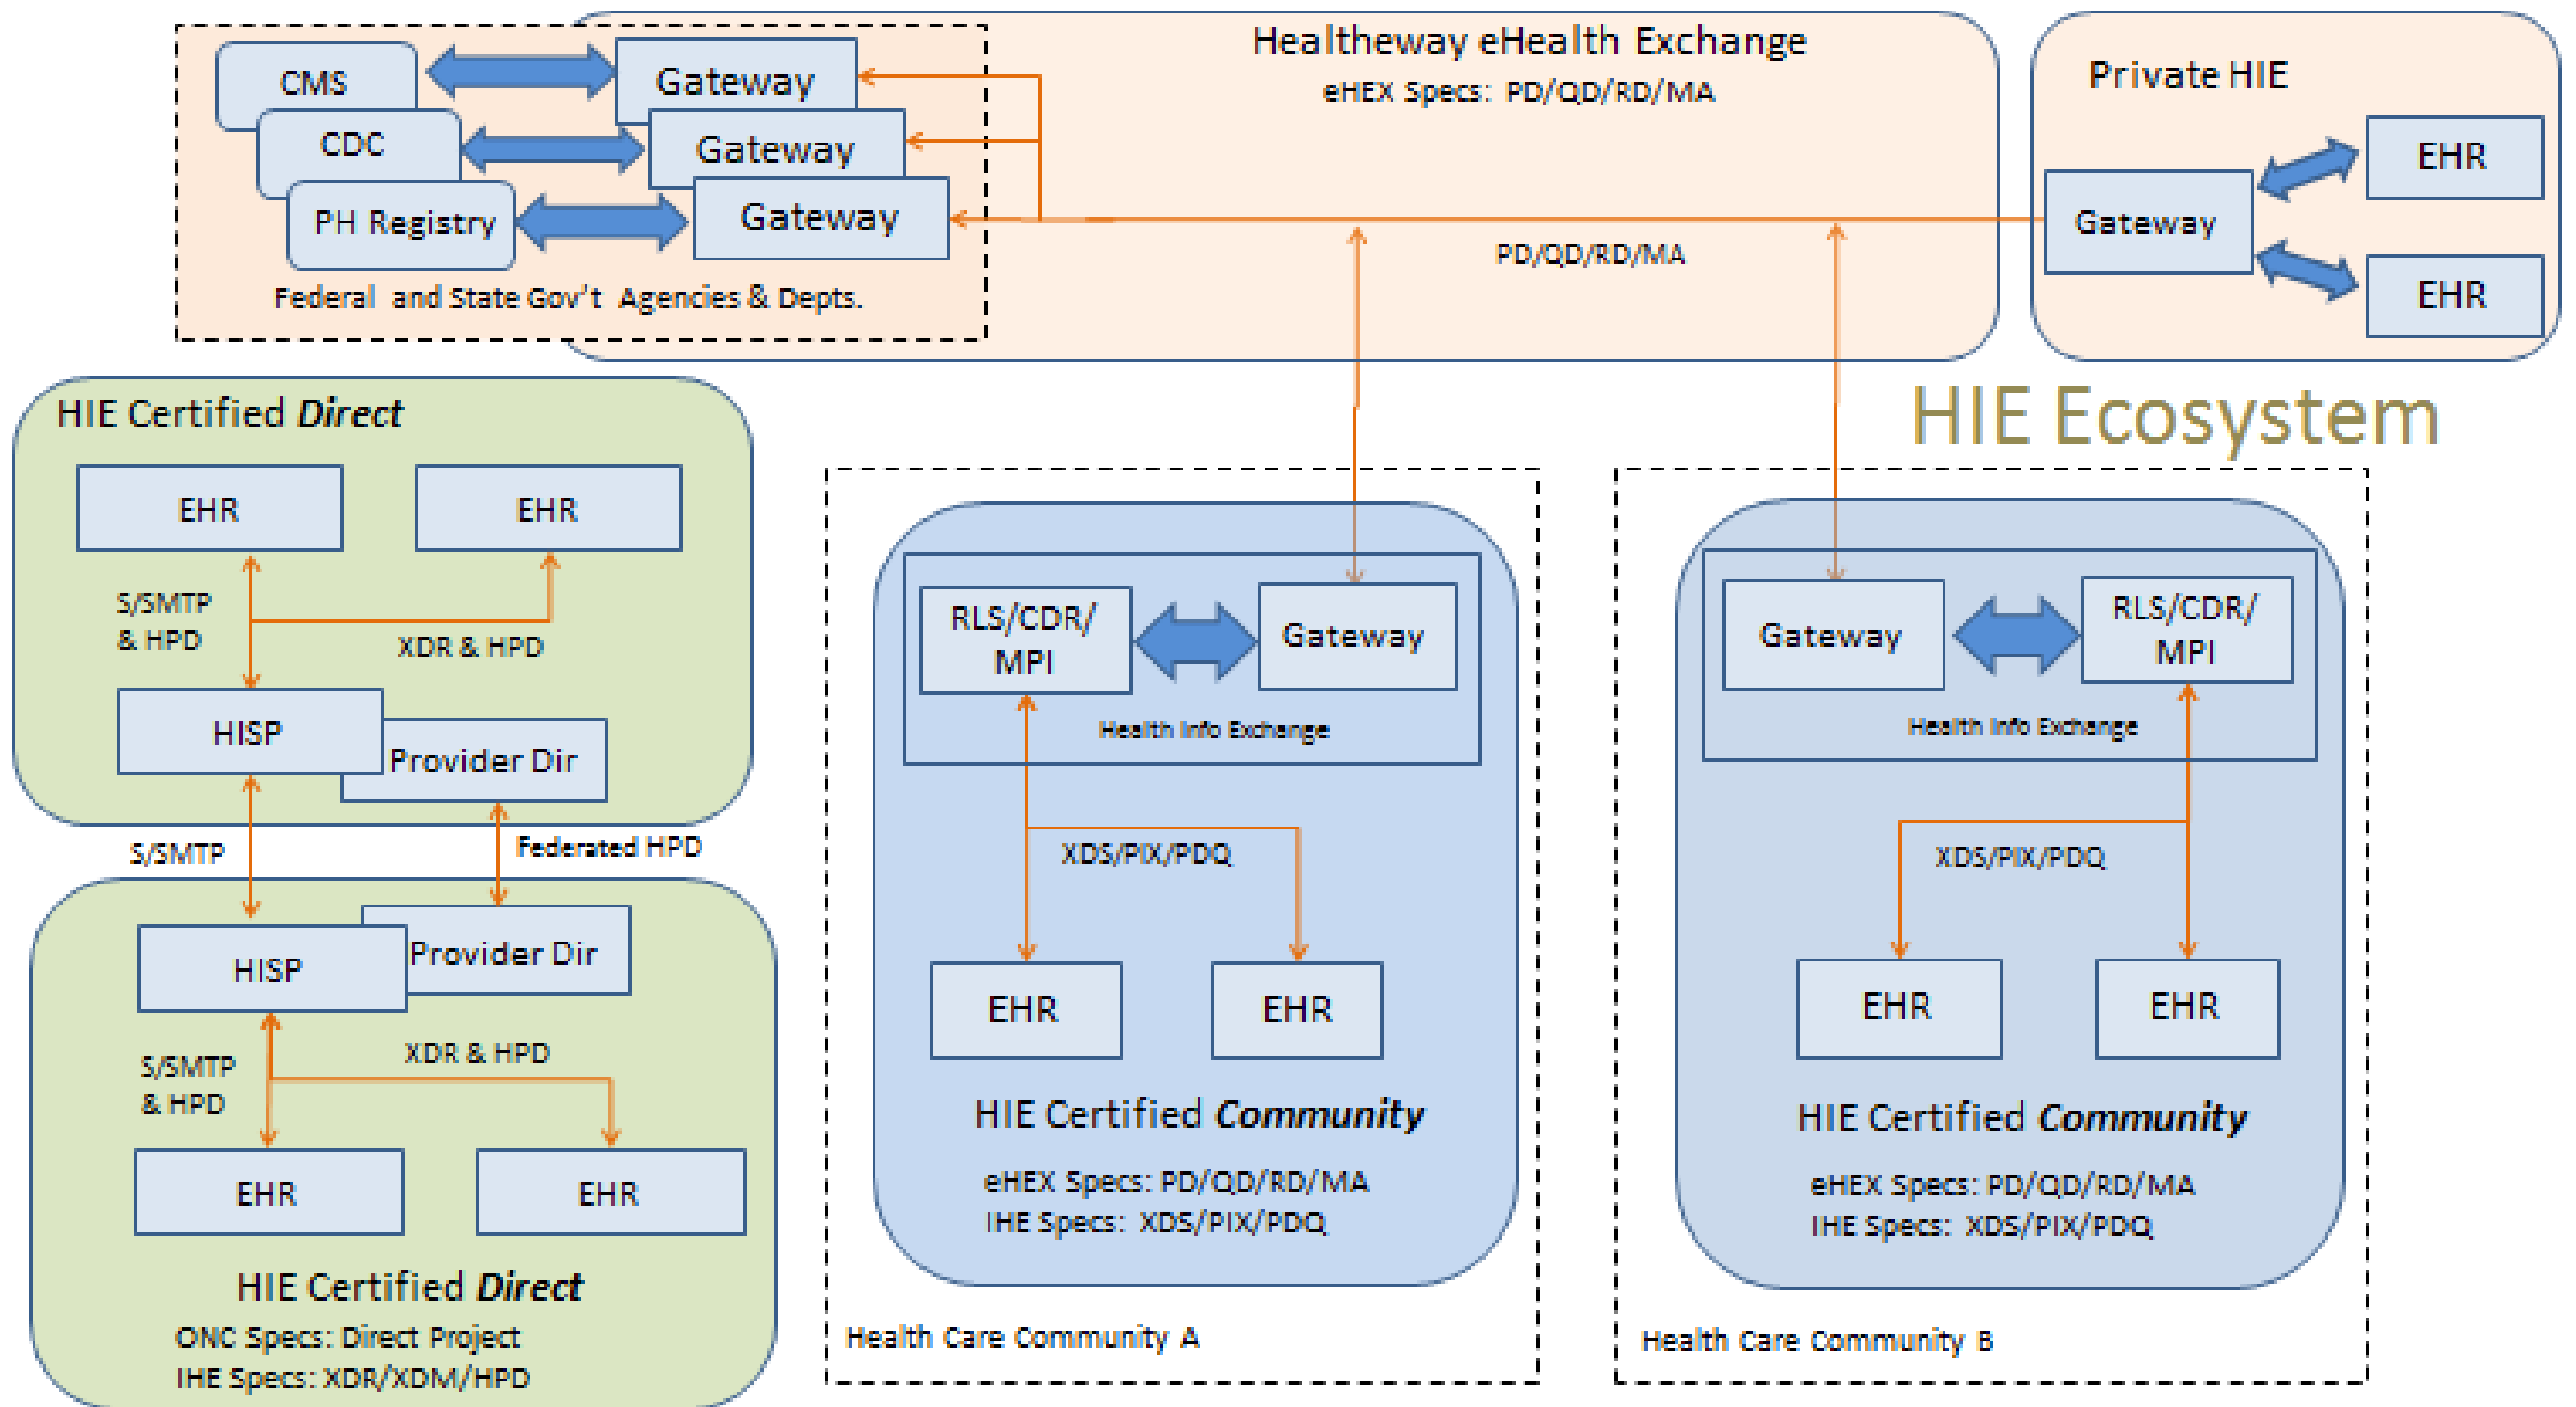 Healtheway eHealth Exchange
eHEX Specs: PD/QD/RD/MA
CMS
Gateway
CDC
Gateway
PH Registry
Gateway
Federal and State Gov't Agencies & Depts.
PD/QD/RD/MA
Private HIE
EHR
Gateway
EHR
HIE Ecosystem
HIE Certified Direct
EHR
EHR
S/SMTP
& HPD
XDR & HPD
HISP
Provider Dir
S/SMTP
Federated HPD
HISP
Provider Dir
S/SMTP
& HPD
XDR & HPD
EHR
EHR
HIE Certified Direct
ONC Specs: Direct Project
IHE Specs: XDR/XDM/HPD
RLS/CDR/
MPI
Gateway
Health Info Exchange
XDS/PIX/PDQ
EHR
EHR
HIE Certified Community
eHEX Specs: PD/QD/RD/MA
IHE Specs: XDS/PIX/PDQ
Health Care Community A
Gateway
RLS/CDR/
MPI
Health Info Exchange
XDS/PIX/PDQ
EHR
EHR
HIE Certified Community
eHEX Specs: PD/QD/RD/MA
IHE Specs: XDS/PIX/PDQ
Health Care Community B